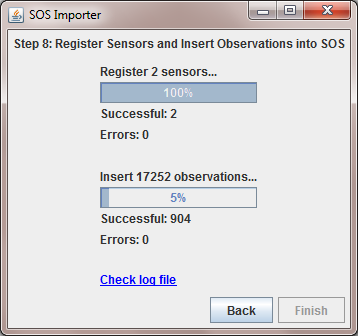 SOS Importer
Step 8: Register Sensors and Insert Observations into SOS
Register 2 sensors...
100%
Successful: 2
Errors: 0
Insert 17252 observations...
5%
Successful: 904
Errors: 0
Check log file
Back
Finish